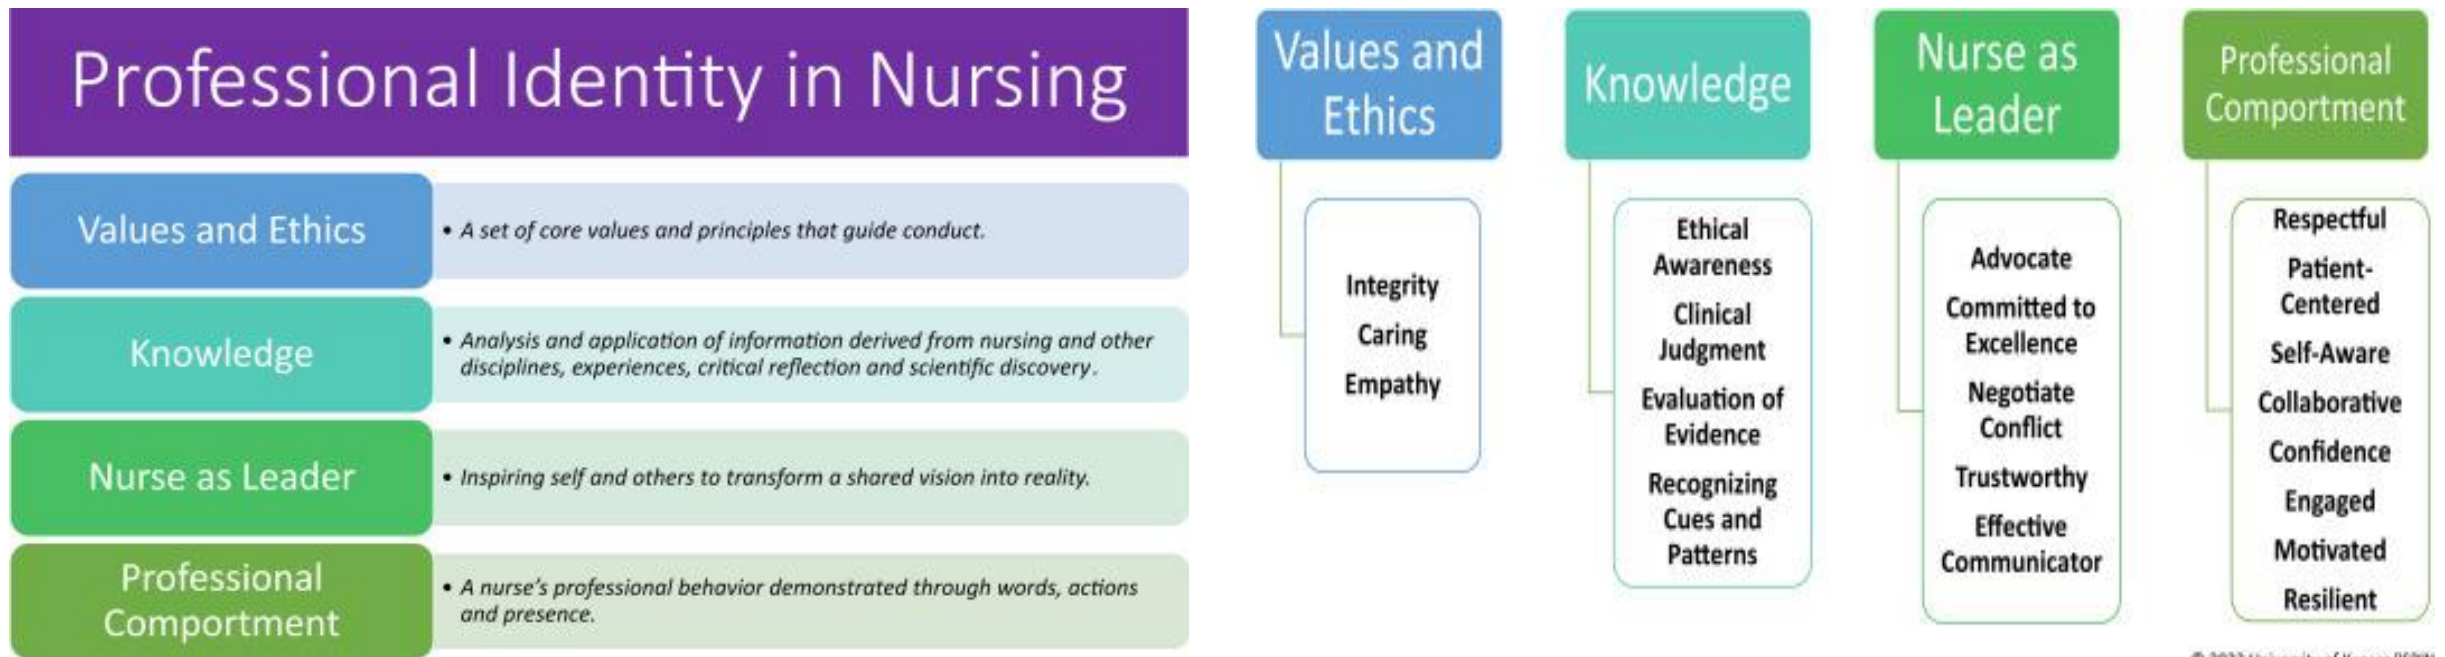 Professional Identity in Nursing
Values and Ethics
• A set of core values and principles that guide conduct.
Knowledge
• Analysis and application of information derived from nursing and other
disciplines, experiences, critical reflection and scientific discovery.
Nurse as Leader
• Inspiring self and others to transform a shared vision into reality.
Professional
Comportment
• A nurse's professional behavior demonstrated through words, actions
and presence.
Values and
Ethics
Integrity
Caring
Empathy
Knowledge
Ethical
Awareness
Clinical
Judgment
Evaluation of
Evidence
Recognizing
Cues and
Patterns
Nurse as
Leader
Advocate
Committed to
Excellence
Negotiate
Conflict
Trustworthy
Effective
Communicator
Professional
Comportment
Respectful
Patient-
Centered
Self-Aware
Collaborative
Confidence
Engaged
Motivated
Resilient